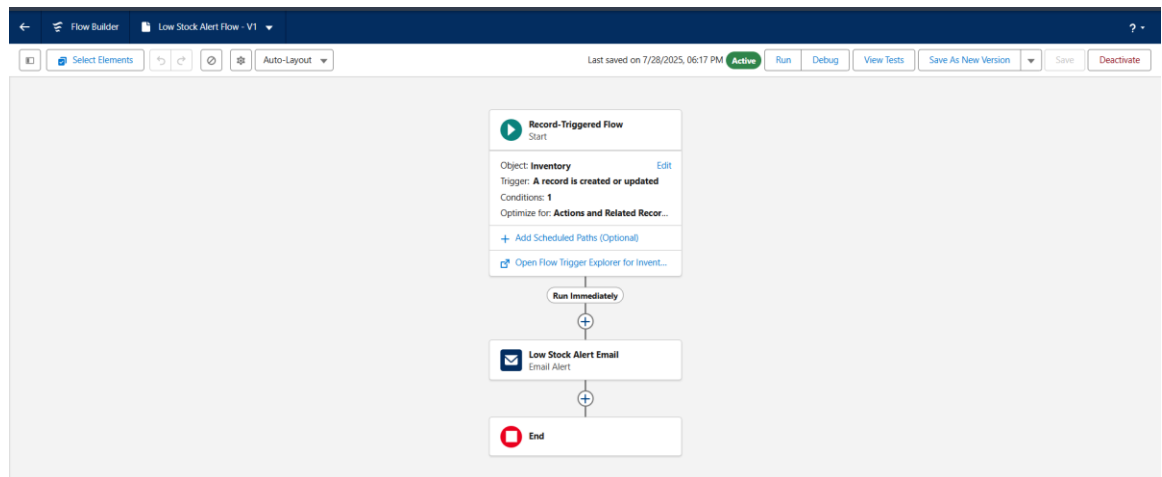 Flow Builder
Low Stock Alert Flow - V1
?
Select Elements
Auto-Layout
Last saved on 7/28/2025, 06:17 PM
Active
Run
Debug
View Tests
Save As New Version
Save
Deactivate
Record-Triggered Flow
Start
Object: Inventory
Edit
Trigger: A record is created or updated
Conditions: 1
Optimize for: Actions and Related Recor...
+ Add Scheduled Paths (Optional)
Open Flow Trigger Explorer for Invent...
Run Immediately
Low Stock Alert Email
Email Alert
End